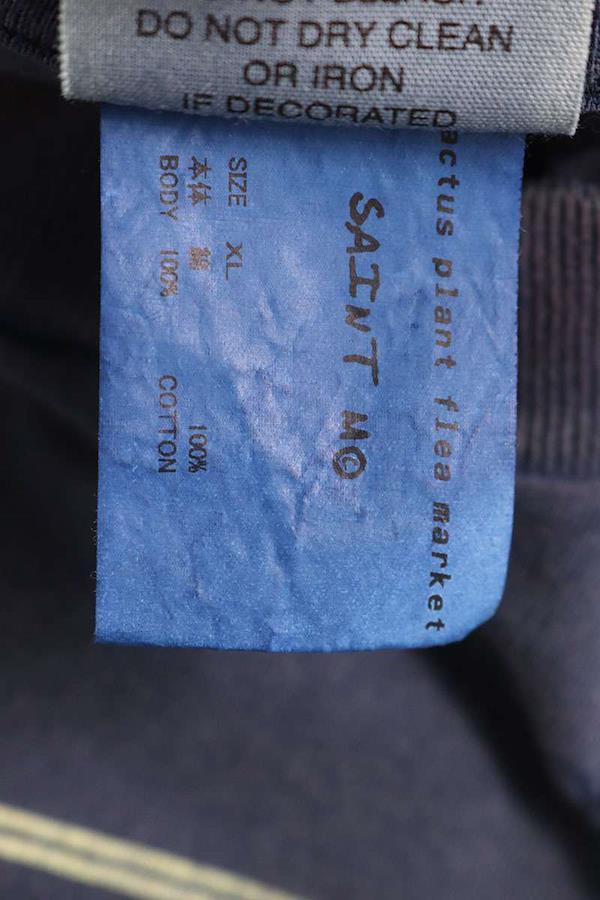 DO NOT DRY CLEAN
OR IRON
IF DECORATED
actus plant flea market
SAINT MO
SIZE XL
本体 綿 100%
BODY 100% COTTON